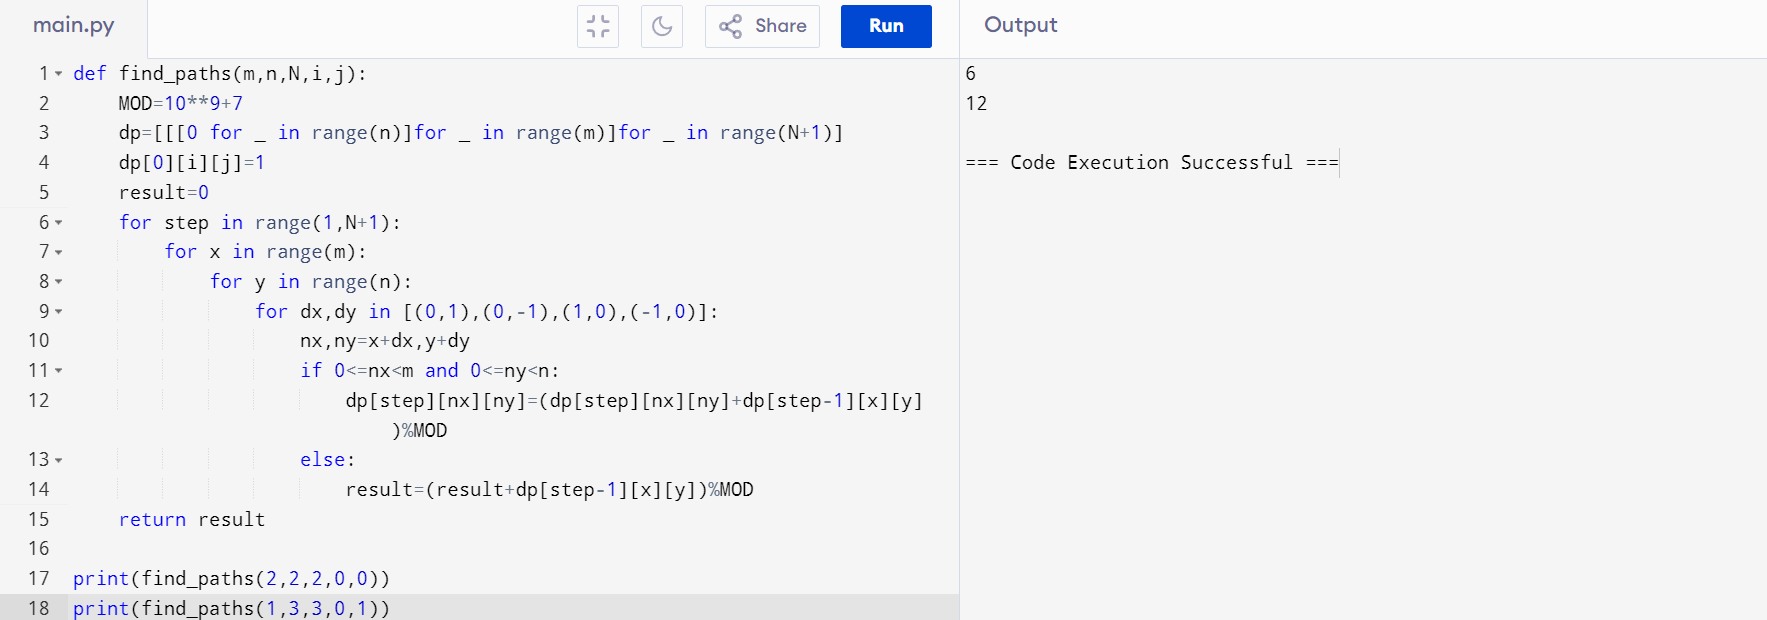 main.py
Share
Run
Output
1 def find_paths(m,n,N,i,j):
2     MOD=10**9+7
3     dp=[[[0 for _ in range(n)]for _ in range(m)]for _ in range(N+1)]
4     dp[0][i][j]=1
5     result=0
6     for step in range(1,N+1):
7         for x in range(m):
8             for y in range(n):
9                 for dx,dy in [(0,1),(0,-1),(1,0),(-1,0)]:
10                     nx,ny=x+dx,y+dy
11                     if 0<=nx<m and 0<=ny<n:
12                         dp[step][nx][ny]=(dp[step][nx][ny]+dp[step-1][x][y]
)%MOD
13                     else:
14                         result=(result+dp[step-1][x][y])%MOD
15     return result
16
17 print(find_paths(2,2,2,0,0))
18 print(find_paths(1,3,3,0,1))
6
12
=== Code Execution Successful ===